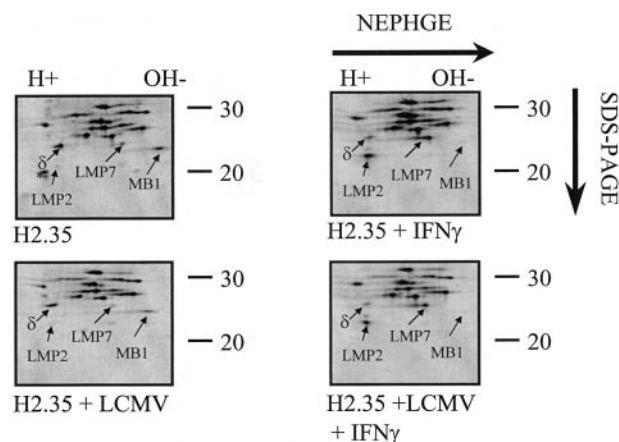 NEPHGE
H+ OH-
30
20
δ
*
LMP2
LMP7
MB1
H2.35
H+ OH-
30
20
SDS-PAGE
δ
LMP2
LMP7
MB1
H2.35 + IFNγ
30
20
δ
LMP2
LMP7
MB1
H2.35 + LCMV
30
20
δ
LMP2
LMP7
MB1
H2.35 +LCMV
+ IFNγ